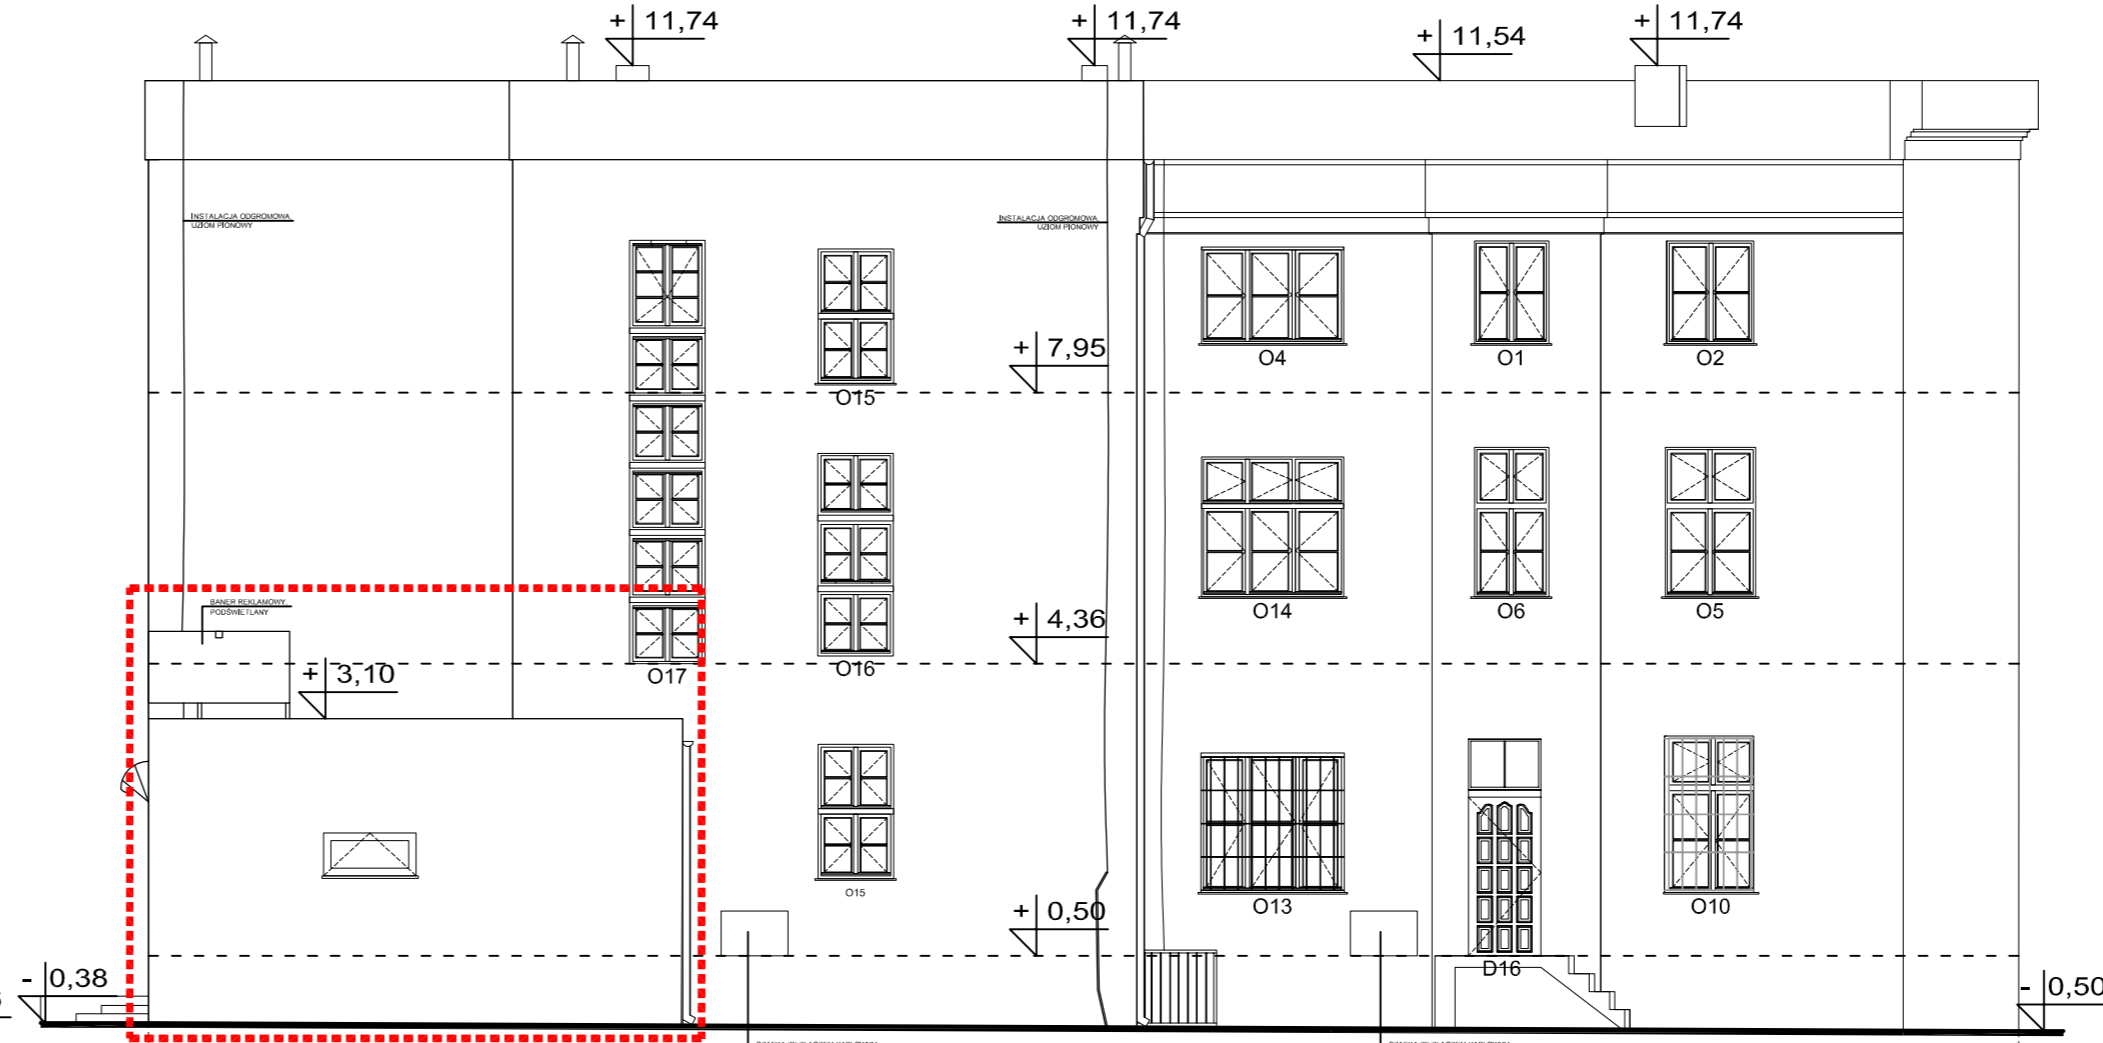 + 11,74
+ 11,74
+ 11,54
+ 11,74
INSTALACJA ODGROMOWA
UZIOM PIONOWY
INSTALACJA ODGROMOWA
UZIOM PIONOWY
+ 7,95
O4
O1
O2
O15
BANER REKLAMOWY
PODŚWIETLANY
+ 4,36
O14
O6
O5
+ 3,10
O17
O16
O15
+ 0,50
O13
O10
D16
- 0,38
- 0,50